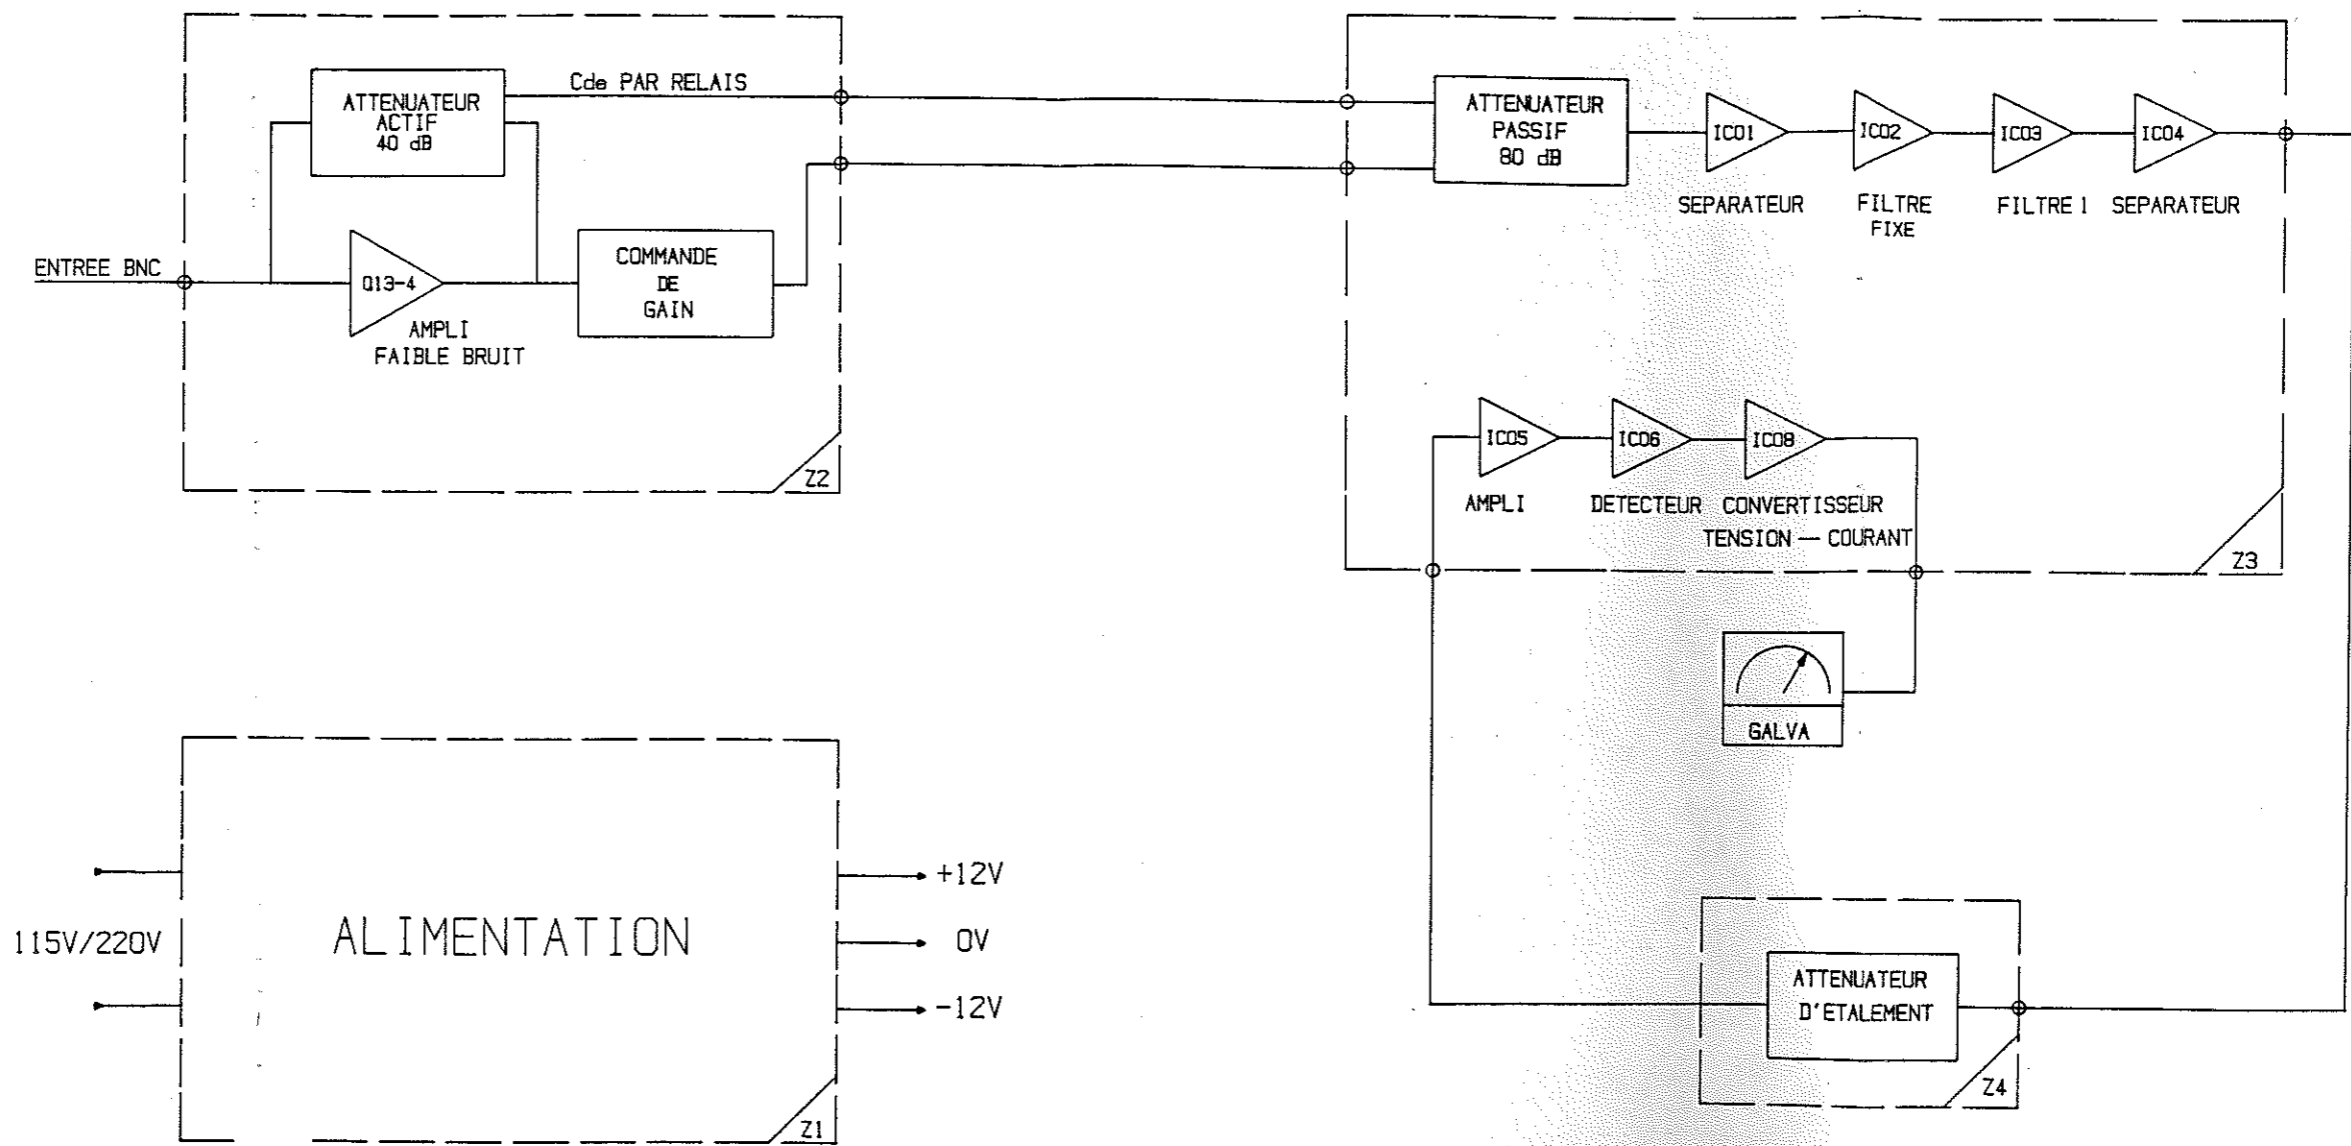 Cde PAR RELAIS
ATTENUATEUR
ACTIF
40 dB
ENTREE BNC
Q13-4
AMPLI
FAIBLE BRUIT
COMMANDE
DE
GAIN
Z2
ATTENUATEUR
PASSIF
80 dB
IC01
IC02
IC03
IC04
SEPARATEUR
FILTRE
FIXE
FILTRE 1
SEPARATEUR
IC05
IC06
IC08
AMPLI
DETECTEUR
CONVERTISSEUR
TENSION — COURANT
Z3
GALVA
115V/220V
ALIMENTATION
+12V
0V
-12V
Z1
ATTENUATEUR
D'ETALEMENT
Z4